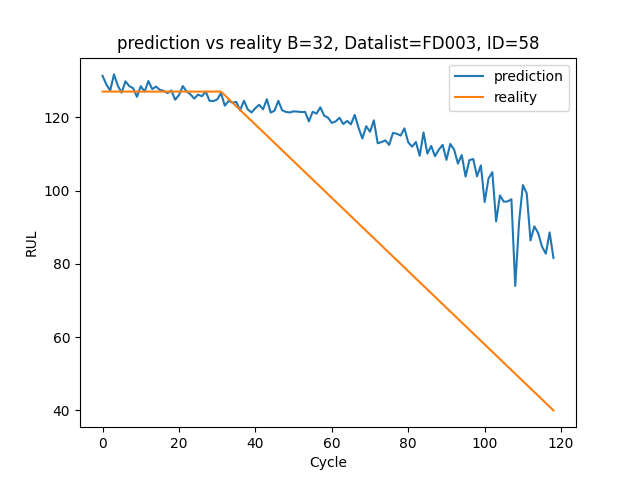 prediction vs reality B=32, Datalist=FD003, ID=58
prediction
reality
RUL
120
100
80
60
40
0 20 40 60 80 100 120
Cycle